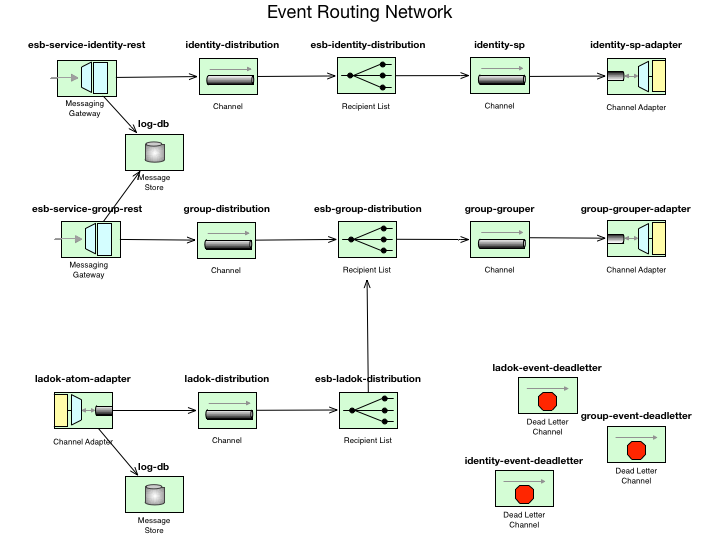 Event Routing Network
esb-service-identity-rest
identity-distribution
esb-identity-distribution
identity-sp
identity-sp-adapter
Messaging
Gateway
Channel
Recipient List
Channel
Channel Adapter
log-db
Message
Store
esb-service-group-rest
group-distribution
esb-group-distribution
group-grouper
group-grouper-adapter
Messaging
Gateway
Channel
Recipient List
Channel
Channel Adapter
ladok-atom-adapter
ladok-distribution
esb-ladok-distribution
Channel Adapter
Channel
Recipient List
log-db
Message
Store
ladok-event-deadletter
Dead Letter
Channel
group-event-deadletter
Dead Letter
Channel
identity-event-deadletter
Dead Letter
Channel